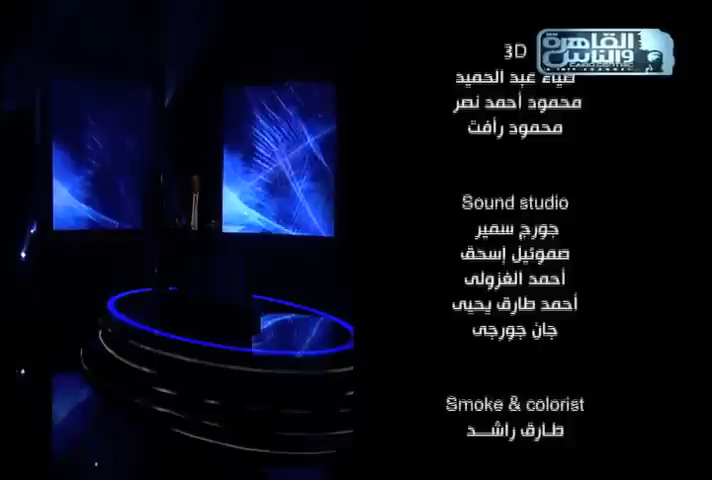 3D
القاهرة
والناس
ضياء عبد الحميد
محمود أحمد نصر
محمود رأفت
Sound studio
جورج سمير
صموئيل إسحق
أحمد الغزولى
أحمد طارق يحيى
جان جورجى
Smoke & colorist
طارق راشد